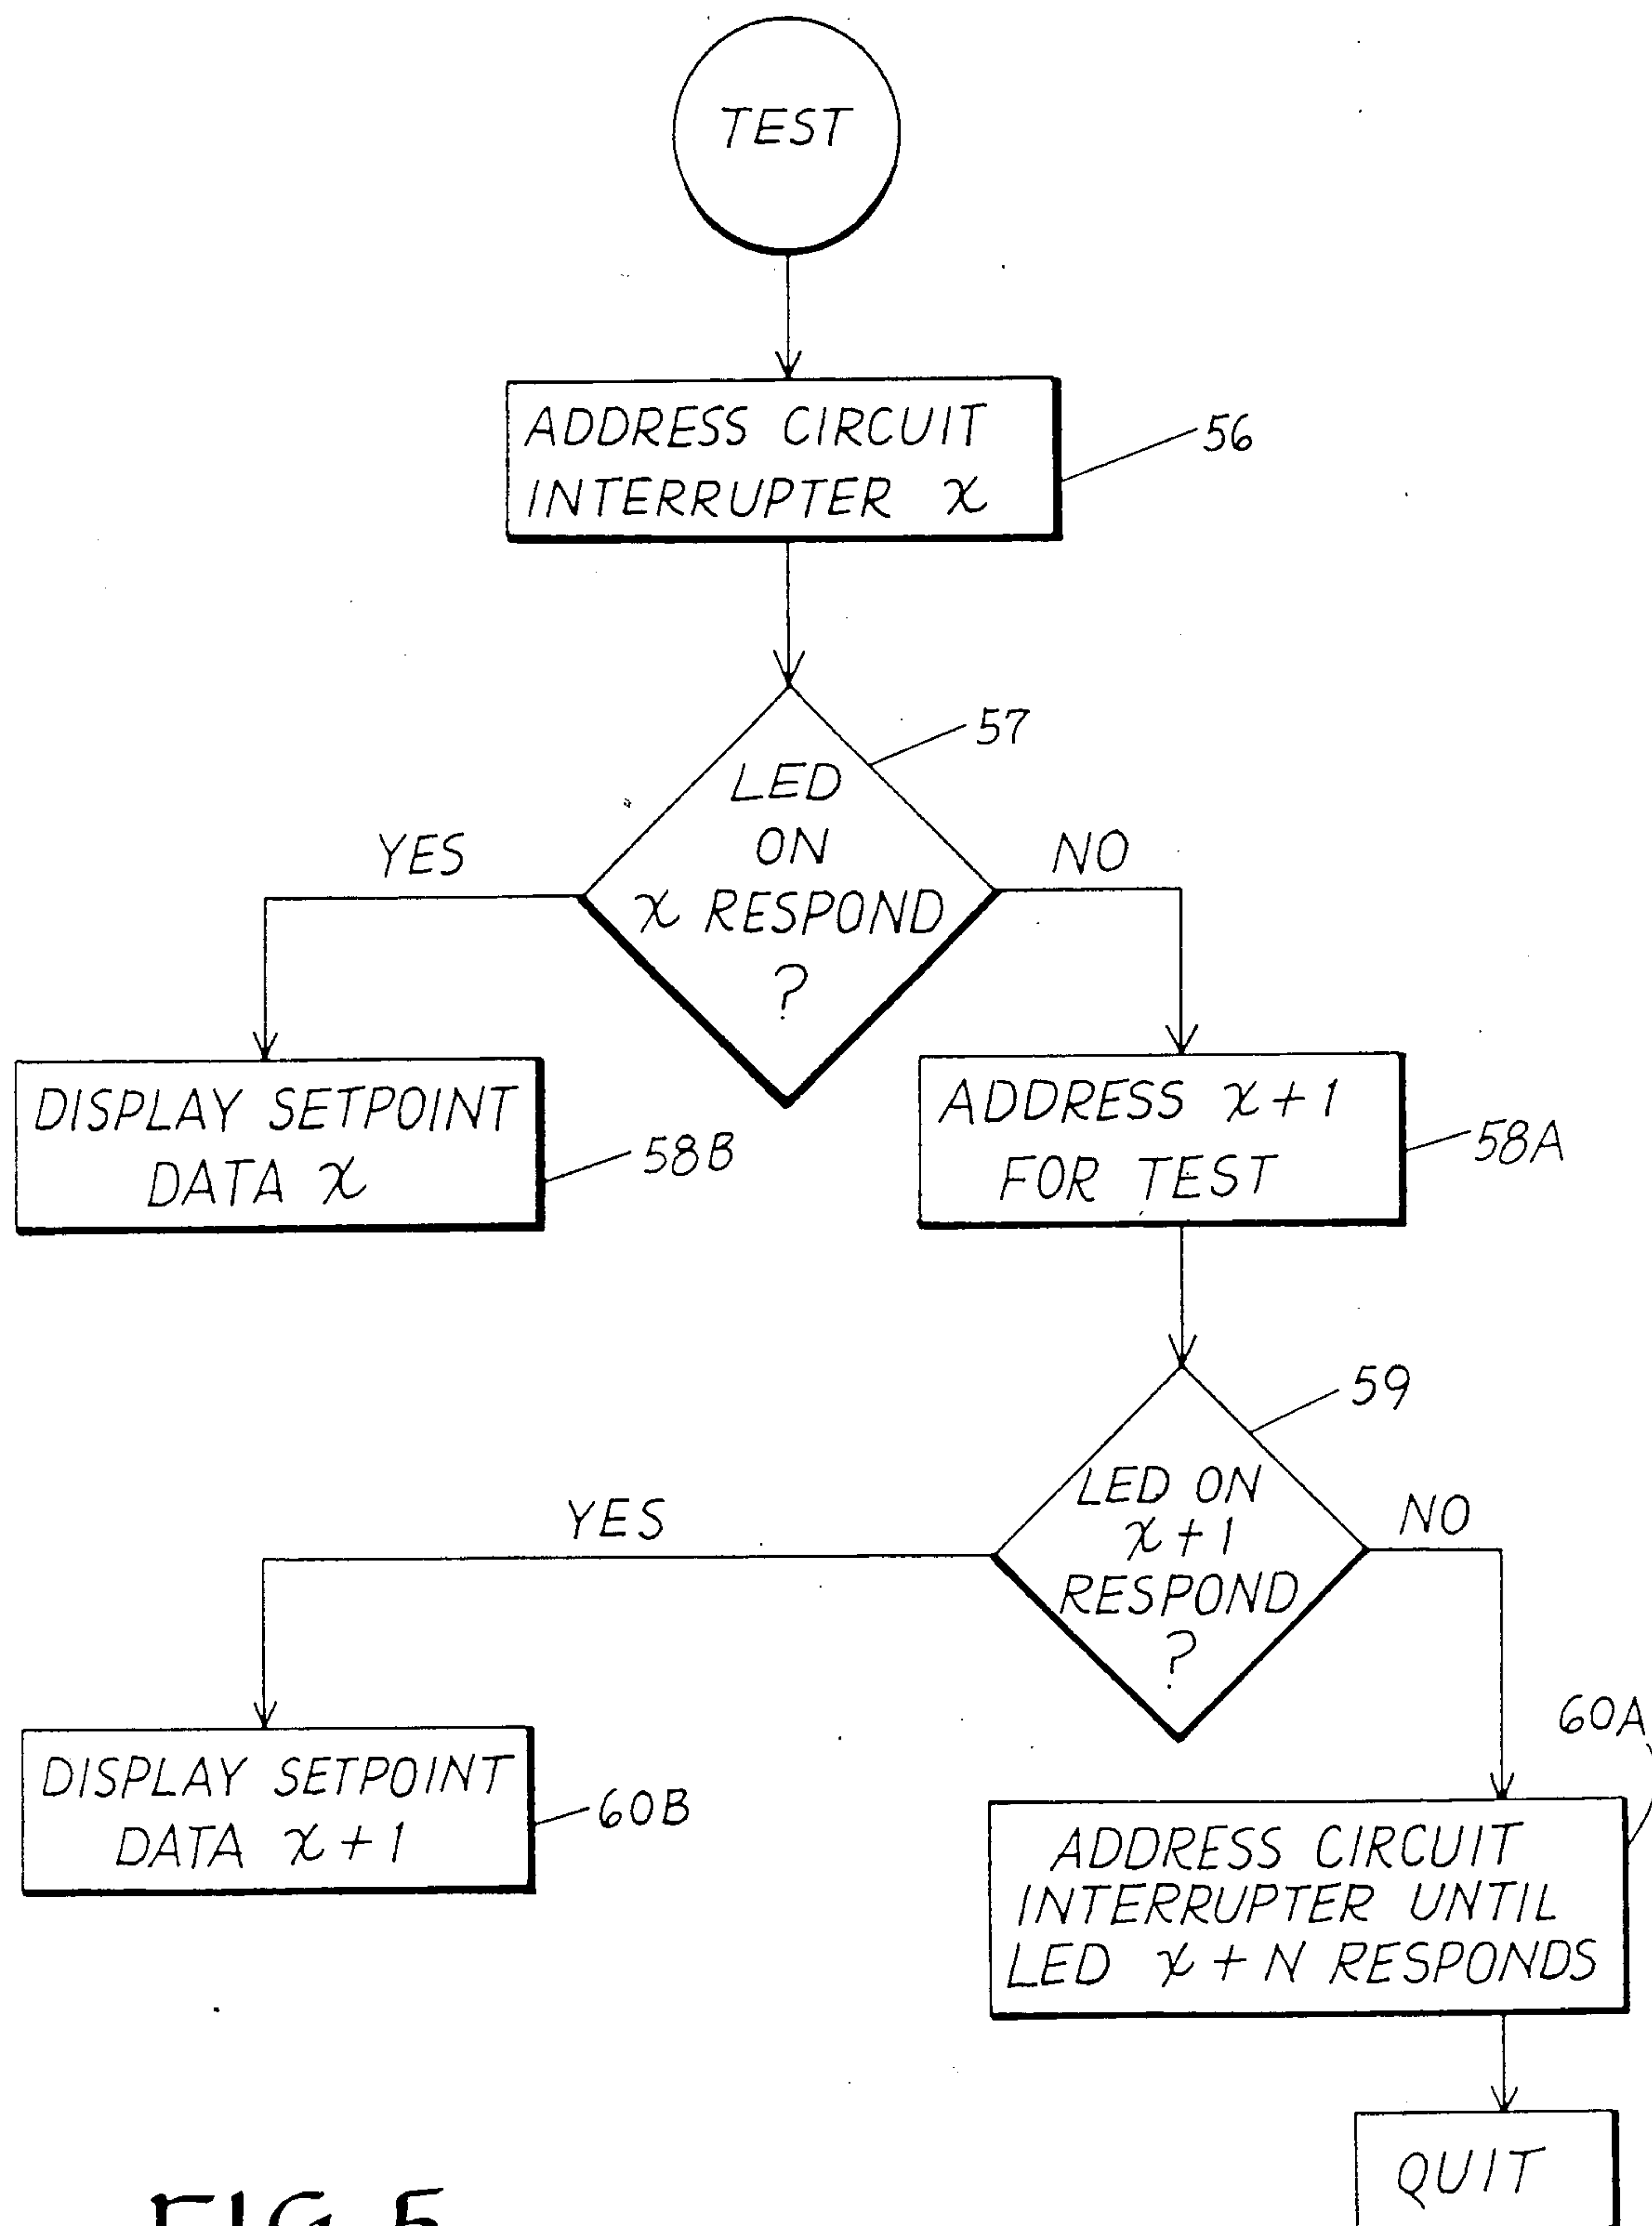 TEST
ADDRESS CIRCUIT
INTERRUPTER x
56
57
LED
ON
x RESPOND
?
YES
NO
DISPLAY SETPOINT
DATA x
58B
ADDRESS x+1
FOR TEST
58A
59
LED ON
x+1
RESPOND
?
YES
NO
60A
DISPLAY SETPOINT
DATA x+1
60B
ADDRESS CIRCUIT
INTERRUPTER UNTIL
LED x+N RESPONDS
QUIT
FIG. 5